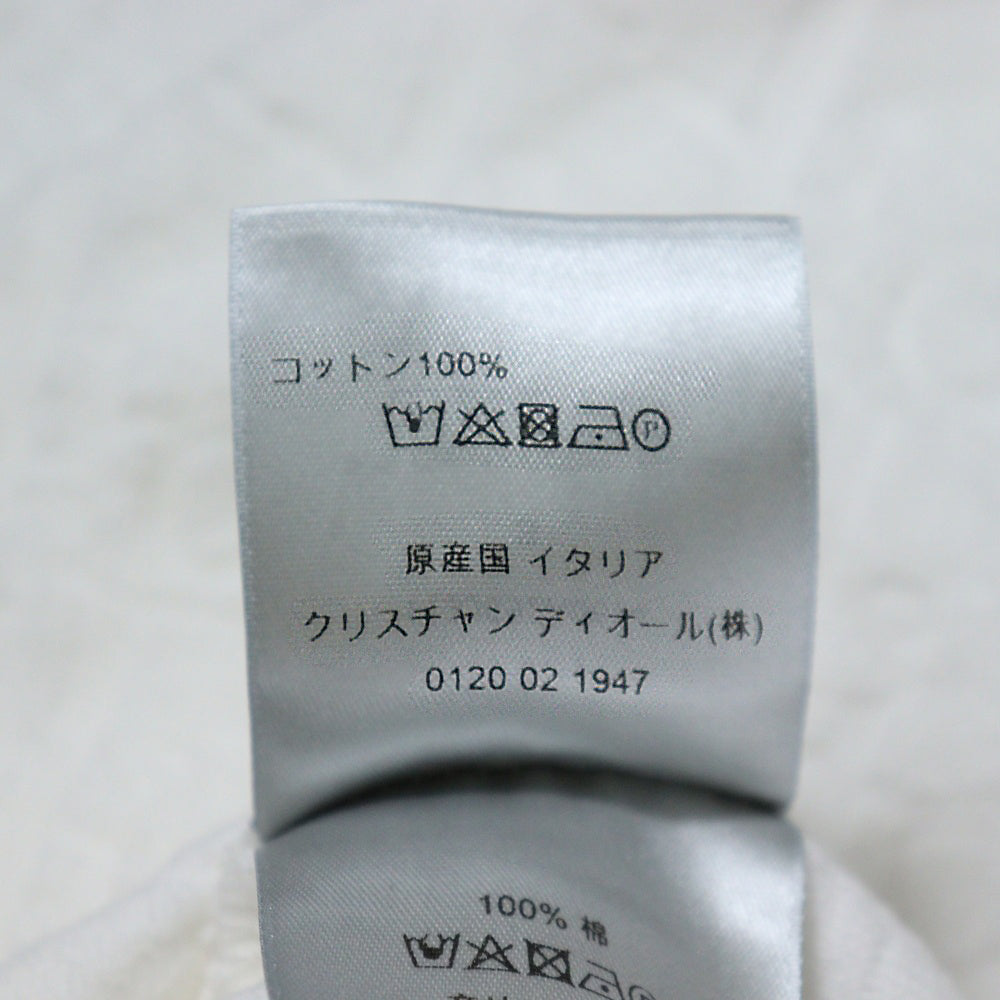 コットン100%
P
原産国 イタリア
クリスチャン ディオール(株)
0120 02 1947
100% 棉